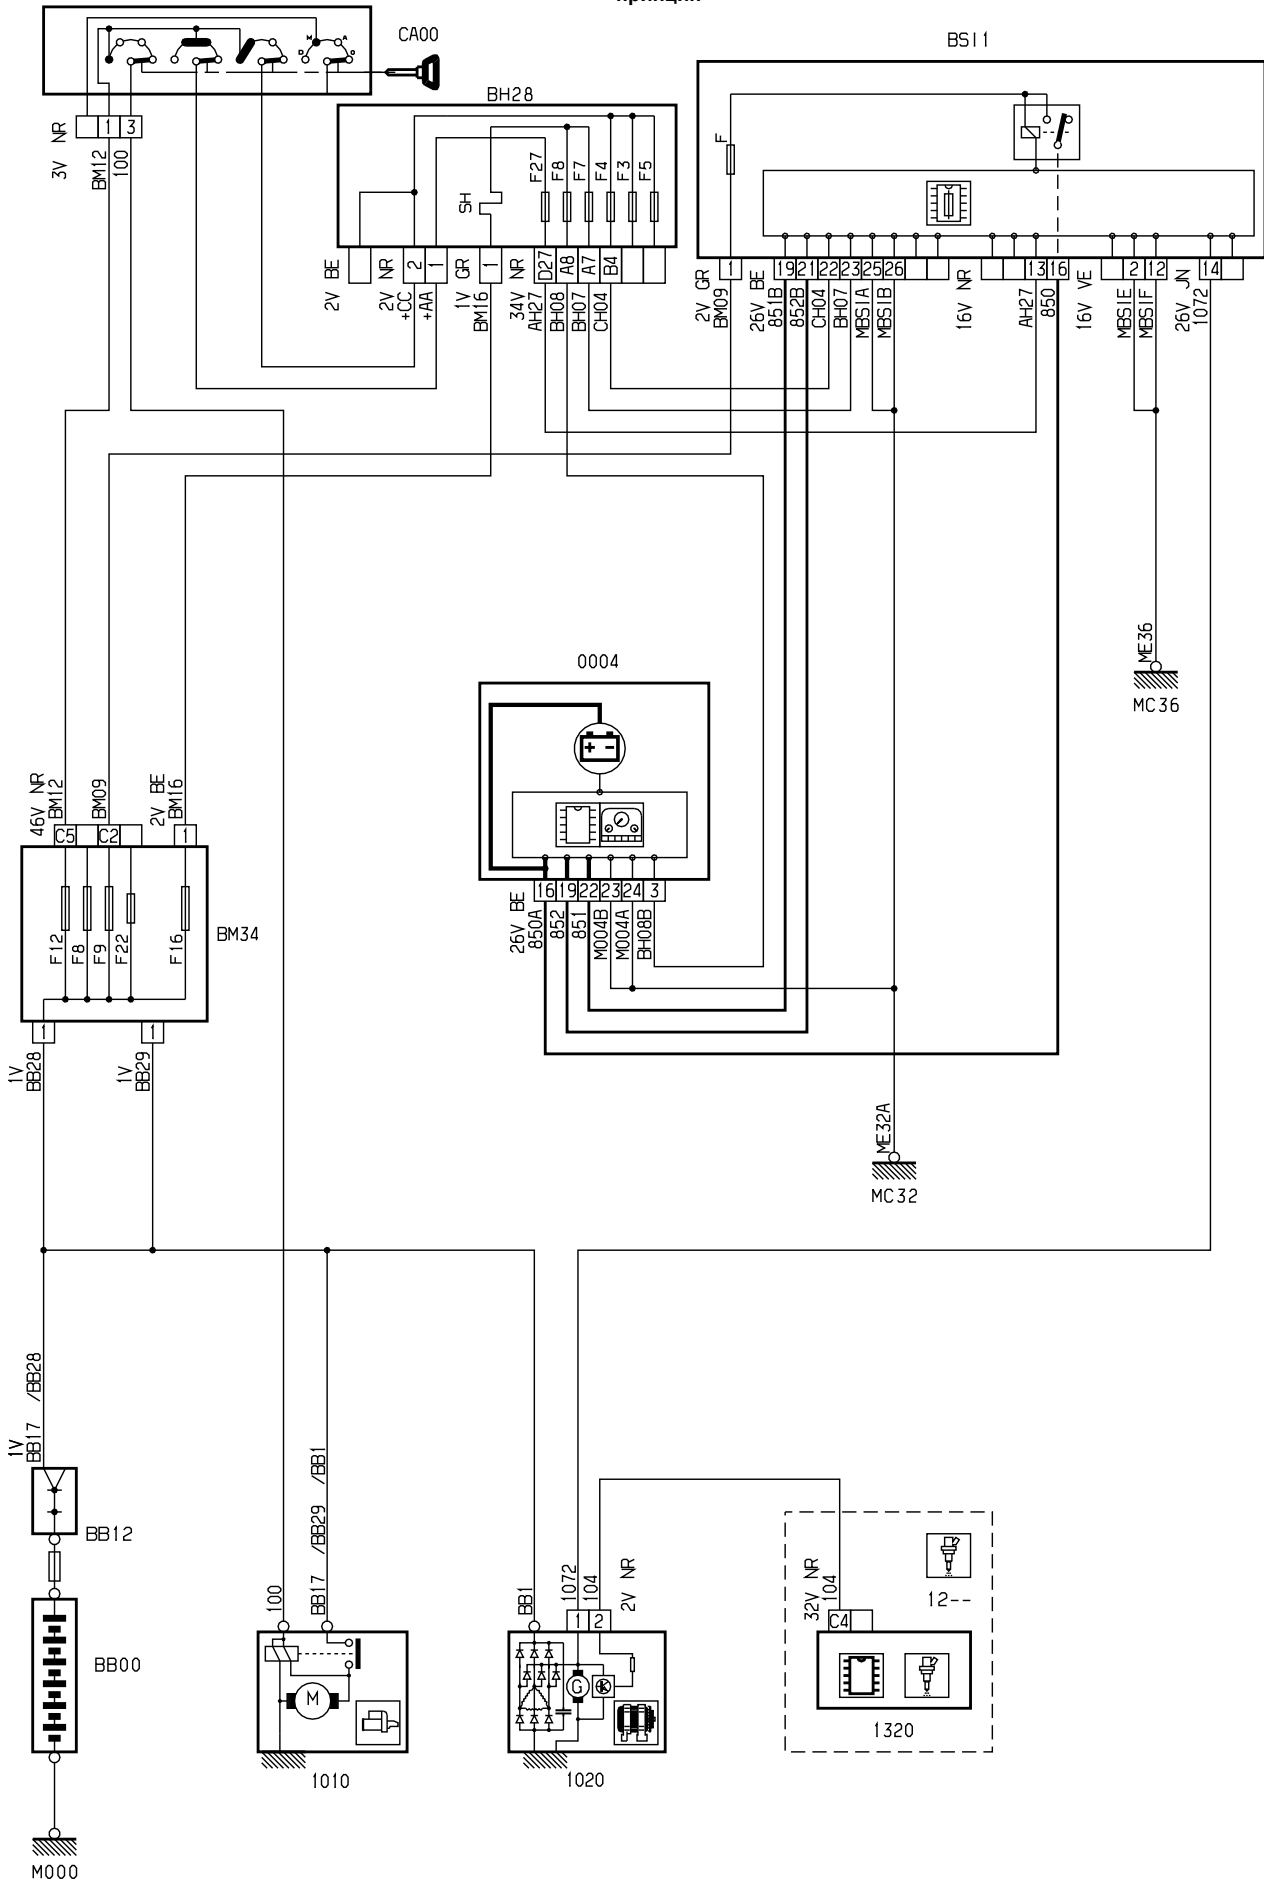 принцип
CA00
M
A
D
O
BSI1
BH28
1
3
3V NR
BM12
100
F27
F8
F7
F4
F3
F5
SH
F
2
1
1
D27
A8
A7
B4
2V BE
2V NR
+CC
+AA
1V GR
BM16
34V NR
AH27
BH08
BH07
CH04
1
19
21
22
23
25
26
13
16
2
12
14
2V GR
BM09
26V BE
851B
852B
CH04
BH07
MBSIA
MBSIB
16V NR
AH27
850
16V VE
MBSIE
MBSIF
26V JN
1072
ME36
MC36
0004
+ -
16
19
22
23
24
3
26V BE
850A
852
851
M004B
M004A
BH08B
46V NR
BM12
BM09
2V BE
BM16
C5
C2
1
F12
F8
F9
F22
F16
BM34
1
1
1V
BB28
1V
BB29
ME32A
MC32
1V
BB17 /BB28
BB12
BB00
M000
100
BB17 /BB29 /BB1
M
1010
BB1
1072
104
2V NR
1
2
G
1020
32V NR
104
C4
12--
1320